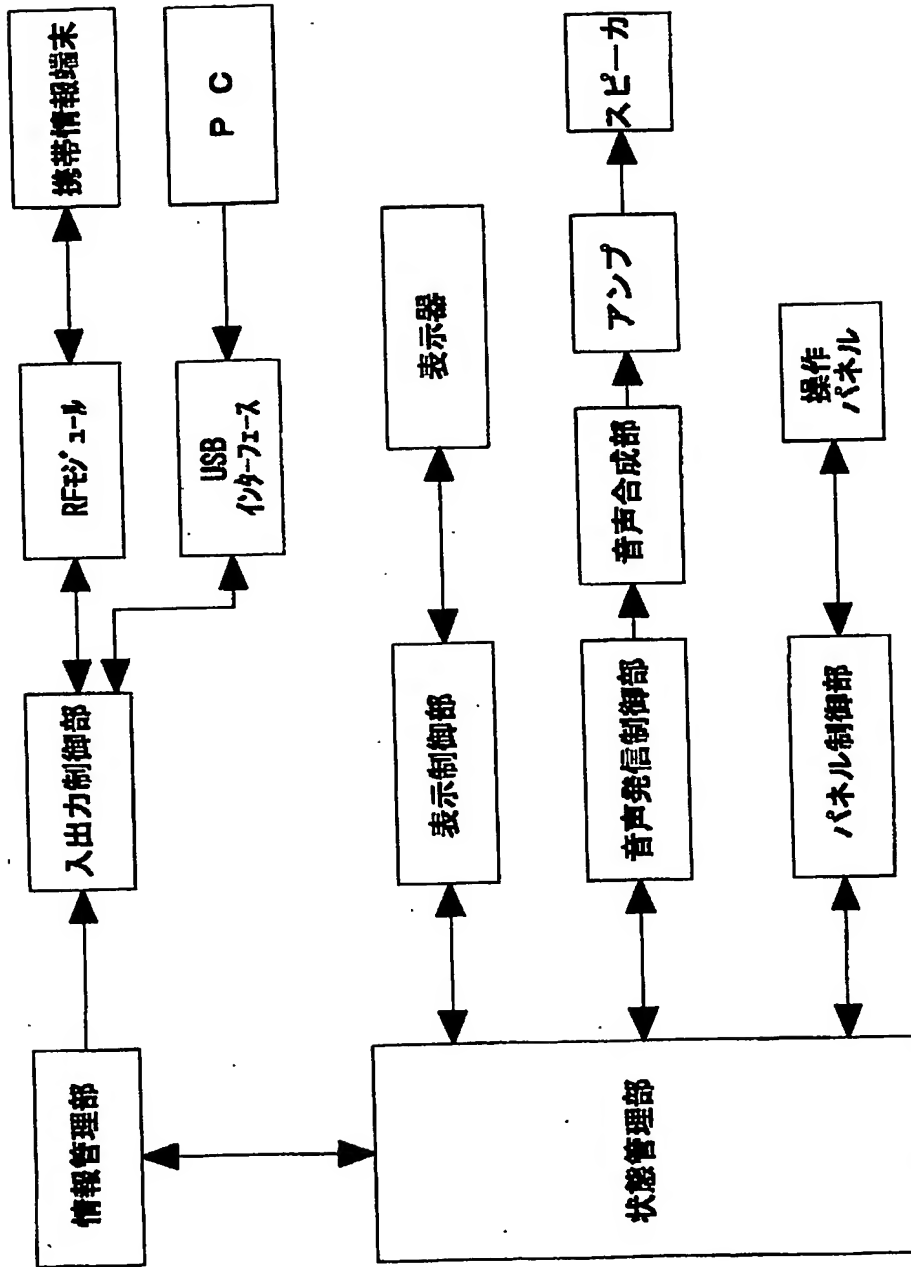 情報管理部
入出力制御部
RFモジュール
携帯情報端末
USB
インターフェース
P C
状態管理部
表示制御部
表示器
音声発信制御部
音声合成部
アンプ
スピーカ
パネル制御部
操作
パネル